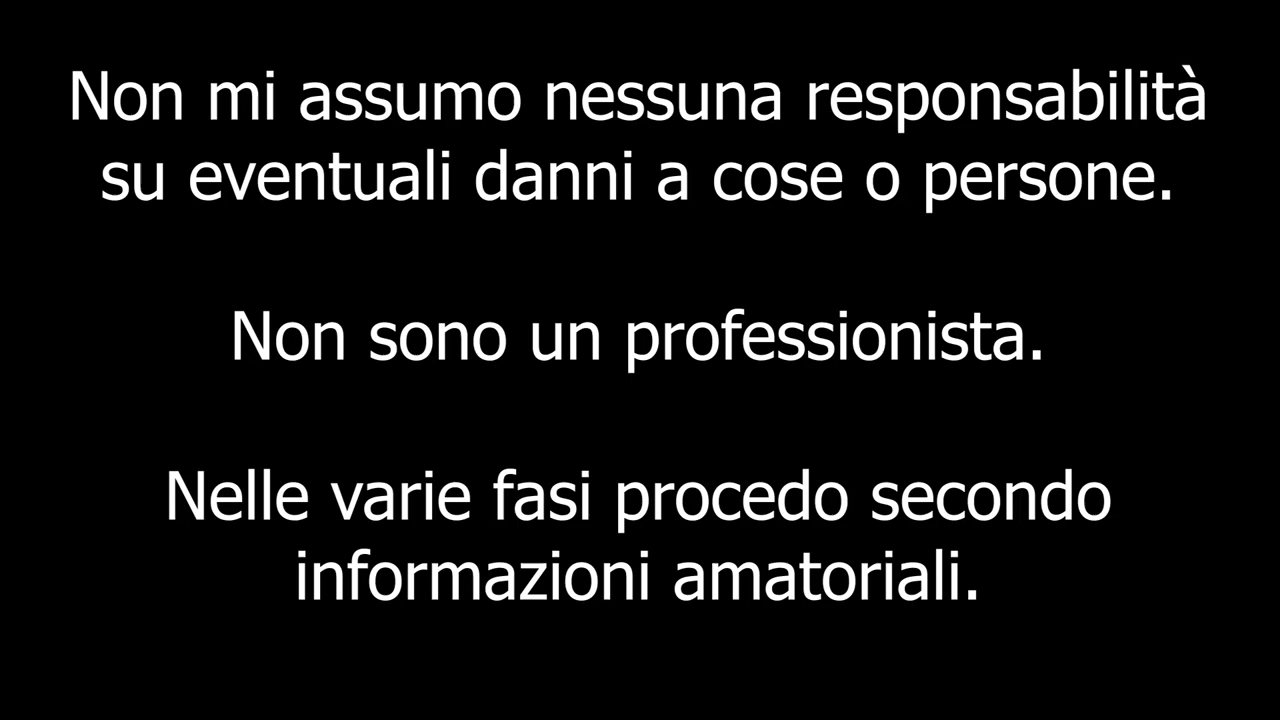 Non mi assumo nessuna responsabilità
su eventuali danni a cose o persone.
Non sono un professionista.
Nelle varie fasi procedo secondo
informazioni amatoriali.